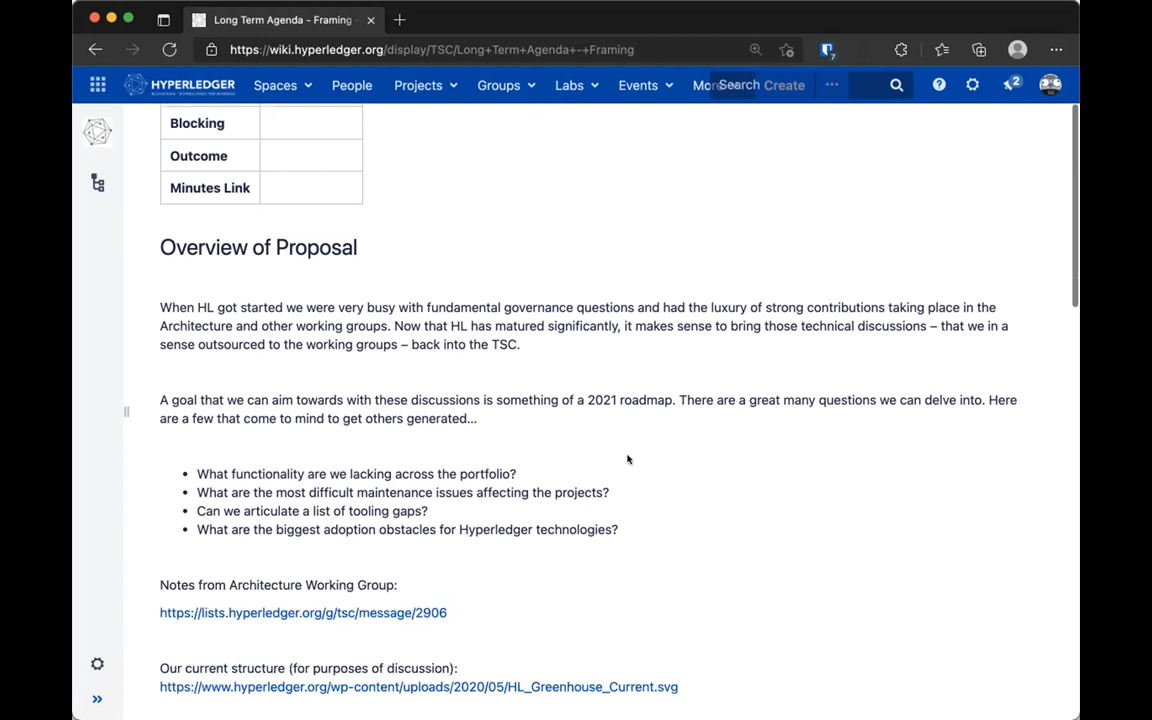 Long Term Agenda - Framing
https://wiki.hyperledger.org/display/TSC/Long+Term+Agenda+-+Framing
7
HYPERLEDGER
Spaces
People
Projects
Groups
Labs
Events
Search
Create
2
Blocking
Outcome
Minutes Link
Overview of Proposal
When HL got started we were very busy with fundamental governance questions and had the luxury of strong contributions taking place in the
Architecture and other working groups. Now that HL has matured significantly, it makes sense to bring those technical discussions – that we in a
sense outsourced to the working groups – back into the TSC.
A goal that we can aim towards with these discussions is something of a 2021 roadmap. There are a great many questions we can delve into. Here
are a few that come to mind to get others generated...
• What functionality are we lacking across the portfolio?
• What are the most difficult maintenance issues affecting the projects?
• Can we articulate a list of tooling gaps?
• What are the biggest adoption obstacles for Hyperledger technologies?
Notes from Architecture Working Group:
https://lists.hyperledger.org/g/tsc/message/2906
Our current structure (for purposes of discussion):
https://www.hyperledger.org/wp-content/uploads/2020/05/HL_Greenhouse_Current.svg